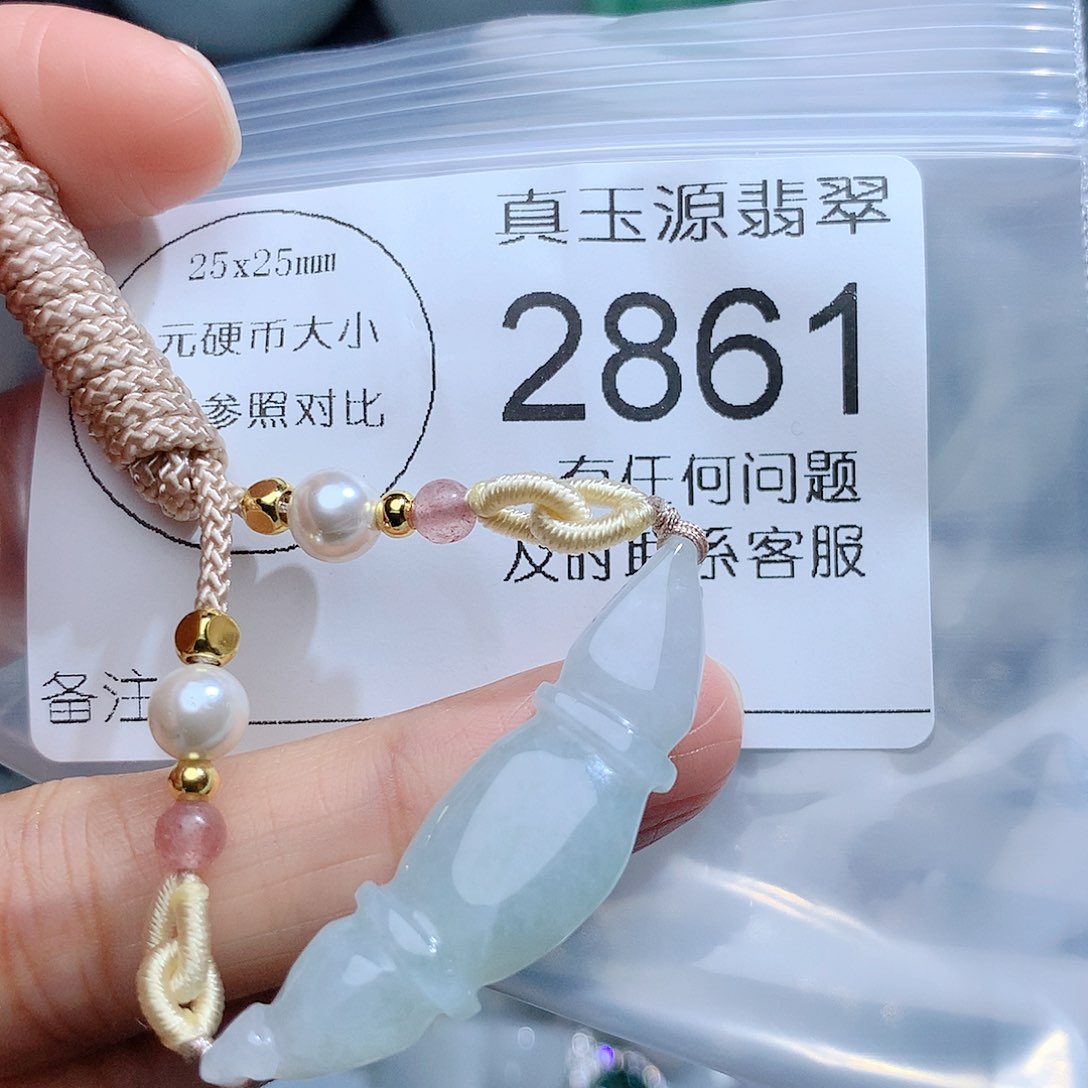 25x25mm
元硬币大小
参照对比
真玉源翡翠
2861
有任何问题
及时联系客服
备注